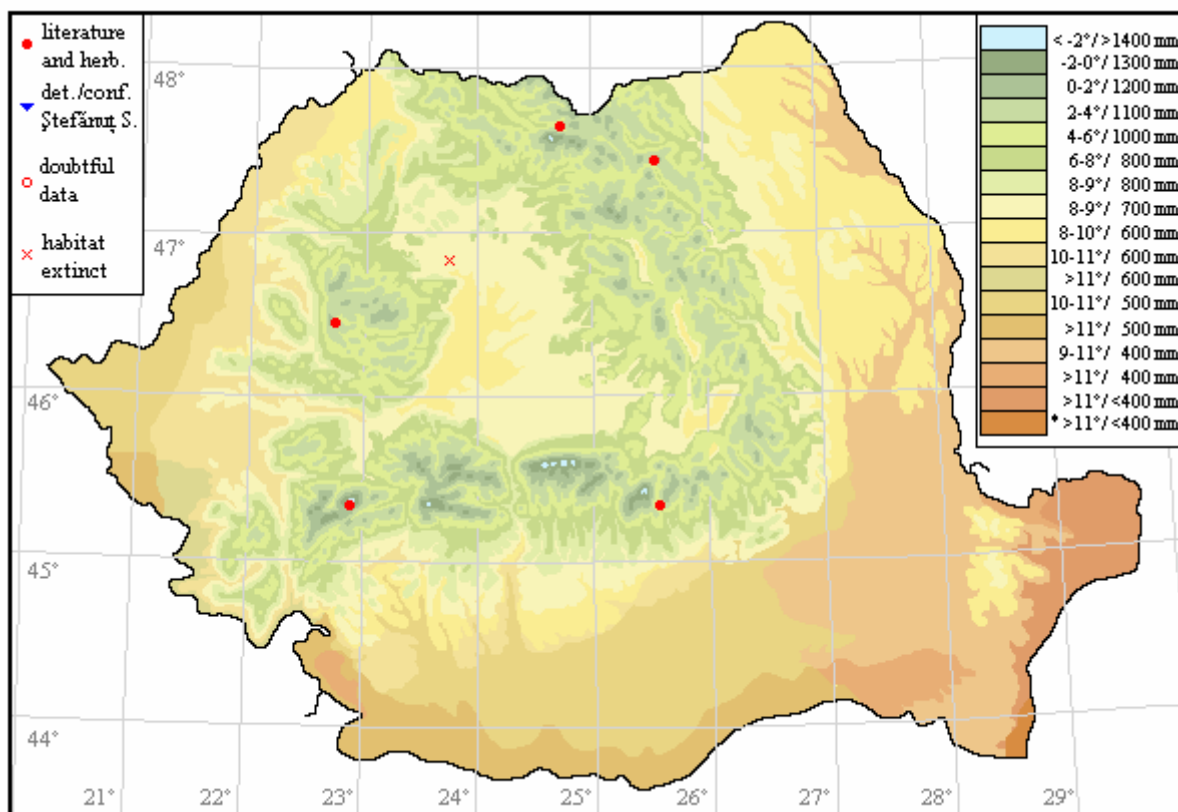 literature
and herb.
det./conf.
Ştefănuţ S.
doubtful
data
habitat
extinct
< -2°/>1400 mm
-2-0°/ 1300 mm
0-2°/ 1200 mm
2-4°/ 1100 mm
4-6°/ 1000 mm
6-8°/ 800 mm
8-9°/ 800 mm
8-9°/ 700 mm
8-10°/ 600 mm
10-11°/ 600 mm
>11°/ 600 mm
10-11°/ 500 mm
>11°/ 500 mm
9-11°/ 400 mm
>11°/ 400 mm
>11°/<400 mm
* >11°/<400 mm
48°
47°
46°
45°
44°
21°
22°
23°
24°
25°
26°
27°
28°
29°